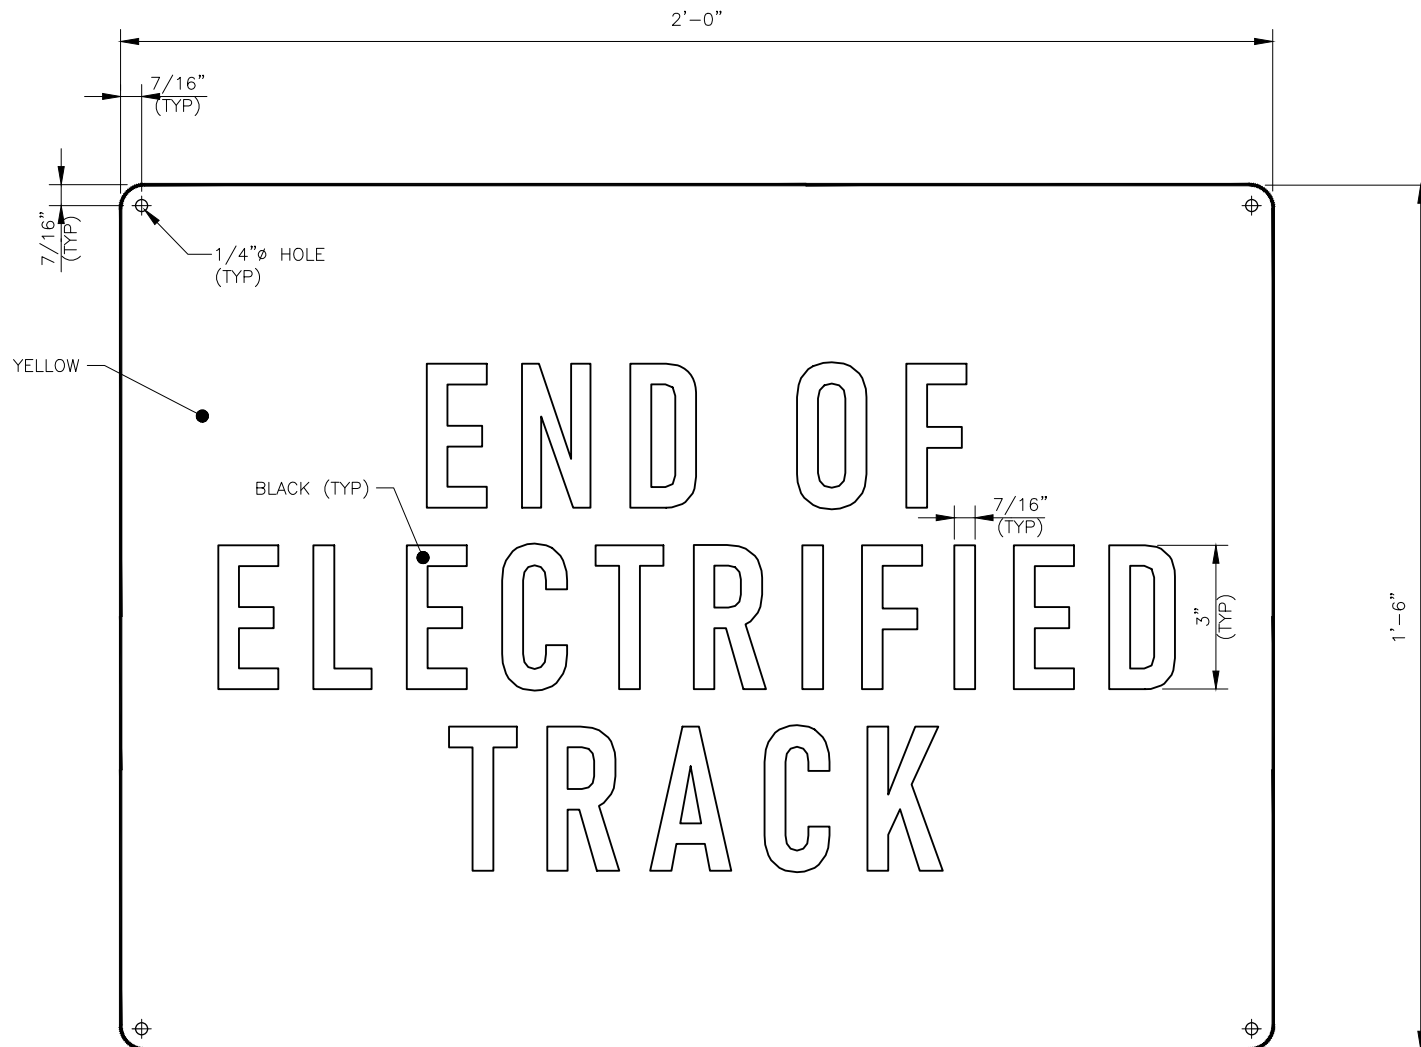 2'-0"
7/16"
(TYP)
7/16"
(TYP)
1/4"ø HOLE
(TYP)
YELLOW
END OF
BLACK (TYP)
7/16"
(TYP)
ELECTRIFIED
3"
(TYP)
1'-6"
TRACK